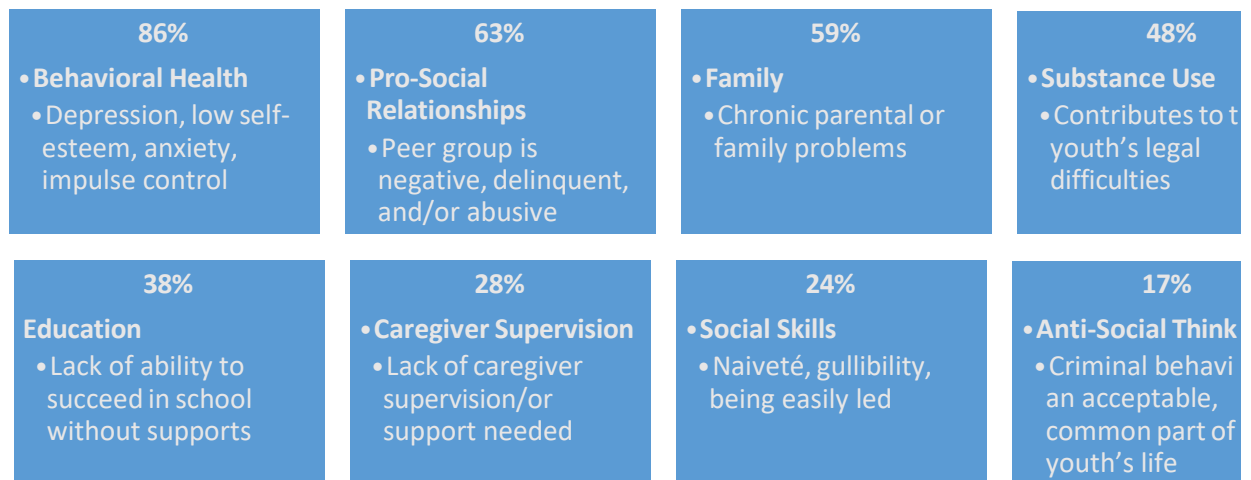 86%
•Behavioral Health
•Depression, low self-
esteem, anxiety,
impulse control
63%
•Pro-Social
Relationships
•Peer group is
negative, delinquent,
and/or abusive
59%
•Family
•Chronic parental or
family problems
48%
•Substance Use
•Contributes to t
youth’s legal
difficulties
38%
Education
•Lack of ability to
succeed in school
without supports
28%
•Caregiver Supervision
•Lack of caregiver
supervision/or
support needed
24%
•Social Skills
•Naiveté, gullibility,
being easily led
17%
•Anti-Social Think
•Criminal behavi
an acceptable,
common part of
youth’s life